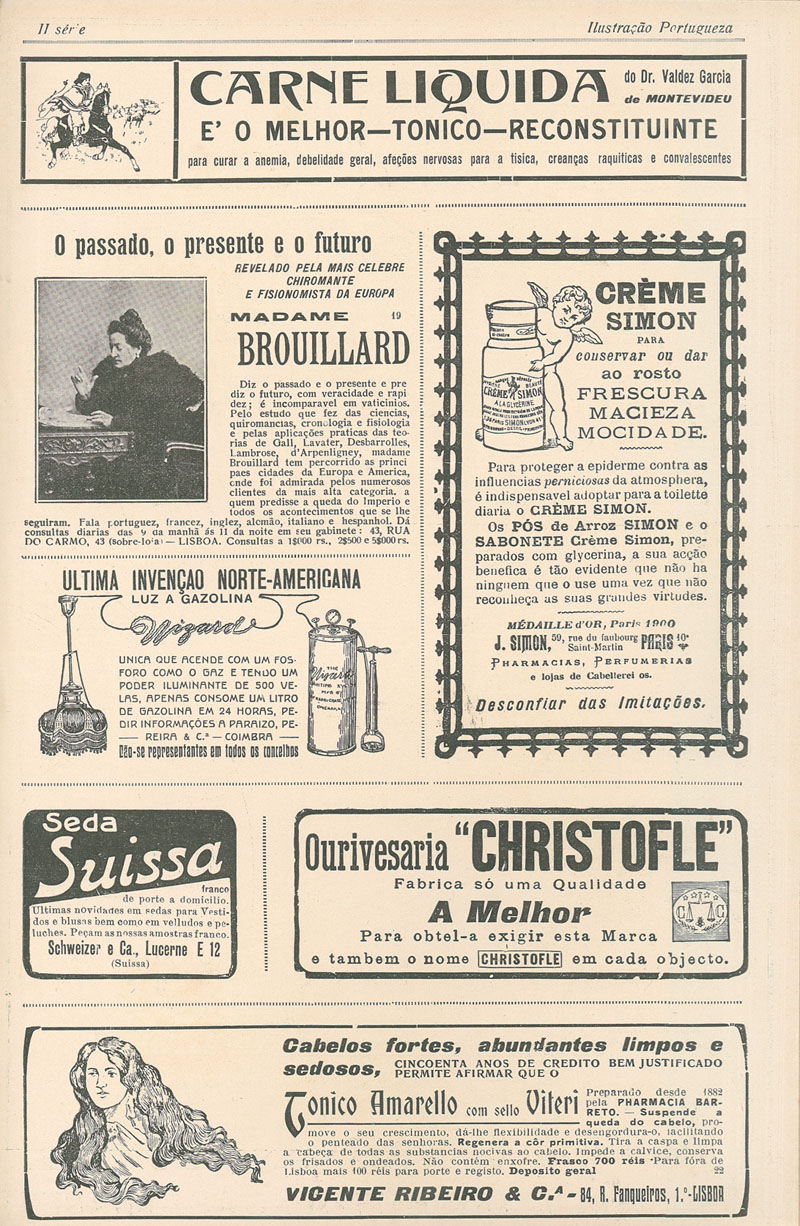 II série
Ilustração Portugueza
CARNE LIQUIDA
do Dr. Valdez Garcia
de MONTEVIDEU
E' O MELHOR—TONICO—RECONSTITUINTE
para curar a anemia, debelidade geral, afeções nervosas para a tisica, creanças raquiticas e convalescentes
O passado, o presente e o futuro
REVELADO PELA MAIS CELEBRE
CHIROMANTE
E FISIONOMISTA DA EUROPA
MADAME 19
BROUILLARD
Diz o passado e o presente e pre
diz o futuro, com veracidade e rapi
dez; é incomparavel em vaticinios.
Pelo estudo que fez das ciencias,
quiromancias, cronologia e fisiologia
e pelas aplicações praticas das teo-
rias de Gall, Lavater, Desbarrolles,
Lambrose, d'Arpenligney, madame
Brouillard tem percorrido as princi
paes cidades da Europa e America,
onde foi admirada pelos numerosos
clientes da mais alta categoria, a
quem predisse a queda do Imperio e
todos os acontecimentos que se lhe
seguiram. Fala portuguez, francez, inglez, alemão, italiano e hespanhol. Dá
consultas diarias das 9 da manhã ás 11 da noite em seu gabinete: 43, RUA
DO CARMO, 43 (sobre-loja)—LISBOA. Consultas a 1$000 rs., 2$500 e 5$000 rs.
CRÈME
SIMON
PARA
conservar ou dar
ao rosto
FRESCURA
MACIEZA
MOCIDADE.
CRÈME SIMON
A LA GLYCÉRINE
Para proteger a epiderme contra as
influencias perniciosas da atmosphera,
é indispensavel adoptar para a toilette
diaria o CRÈME SIMON.
Os PÓS de Arroz SIMON e o
SABONETE Crème Simon, pre-
parados com glycerina, a sua acção
benefica é tão evidente que não ha
ninguem que o use uma vez que não
reconheça as suas grandes virtudes.
MÉDAILLE d'OR, Paris 1900
J. SIMON, 59, rue du faubourg Saint-Martin PARIS 10e
PHARMACIAS, PERFUMERIAS
e lojas de Cabellerei os.
Desconfiar das Imitações.
ULTIMA INVENÇAO NORTE-AMERICANA
LUZ A GAZOLINA
Wizard
UNICA QUE ACENDE COM UM FOS-
FORO COMO O GAZ E TENDO UM
PODER ILUMINANTE DE 500 VE-
LAS, APENAS CONSOME UM LITRO
DE GAZOLINA EM 24 HORAS, PE-
DIR INFORMAÇÕES A PARAIZO, PE-
REIRA & C.ª — COIMBRA
Dão-se representantes em todos os concelhos
THE
Wizard
Seda
Suissa
franco
de porte a domicilio.
Ultimas novidades em sedas para Vesti-
dos e blusas bem como em velludos e pe-
luches. Peçam as nossas amostras franco.
Schweizer e Ca., Lucerne E 12
(Suissa)
Ourivesaria "CHRISTOFLE"
Fabrica só uma Qualidade
A Melhor
Para obtel-a exigir esta Marca
C C
e tambem o nome CHRISTOFLE em cada objecto.
Cabelos fortes, abundantes limpos e
sedosos, CINCOENTA ANOS DE CREDITO BEM JUSTIFICADO
PERMITE AFIRMAR QUE O
Tonico Amarello com sello Viteri
Preparado desde 1882
pela PHARMACIA BAR-
RETO. — Suspende a
queda do cabelo, pro-
move o seu crescimento, dá-lhe flexibilidade e desengordura-o, facilitando
o penteado das senhoras. Regenera a côr primitiva. Tira a caspa e limpa
a cabeça de todas as substancias nocivas ao cabelo. Impede a calvice, conserva
os frisados e ondeados. Não contém enxofre. Frasco 700 réis -Para fóra de
Lisboa mais 100 réis para porte e registo. Deposito geral 22
VICENTE RIBEIRO & C.ª - 84, R. Fanqueiros, 1.º-LISBOA